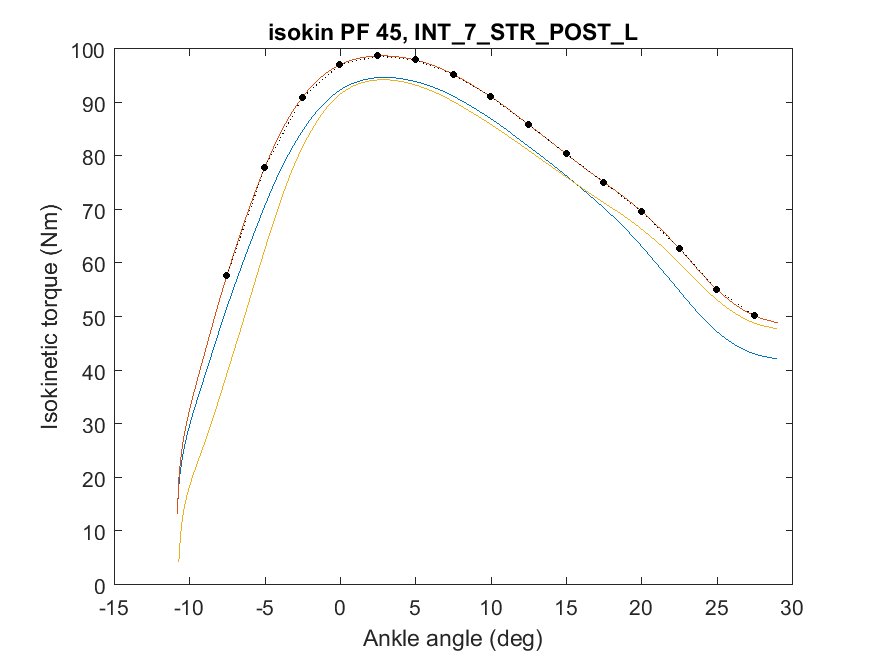 isokin PF 45, INT_7_STR_POST_L
100
90
80
70
60
50
40
30
20
10
0
-15 -10 -5 0 5 10 15 20 25 30
Isokinetic torque (Nm)
Ankle angle (deg)